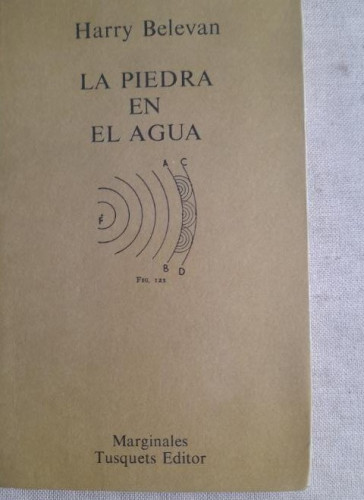 Harry Belevan
LA PIEDRA
EN
EL AGUA
A C
F
B D
FIG. 122
Marginales
Tusquets Editor